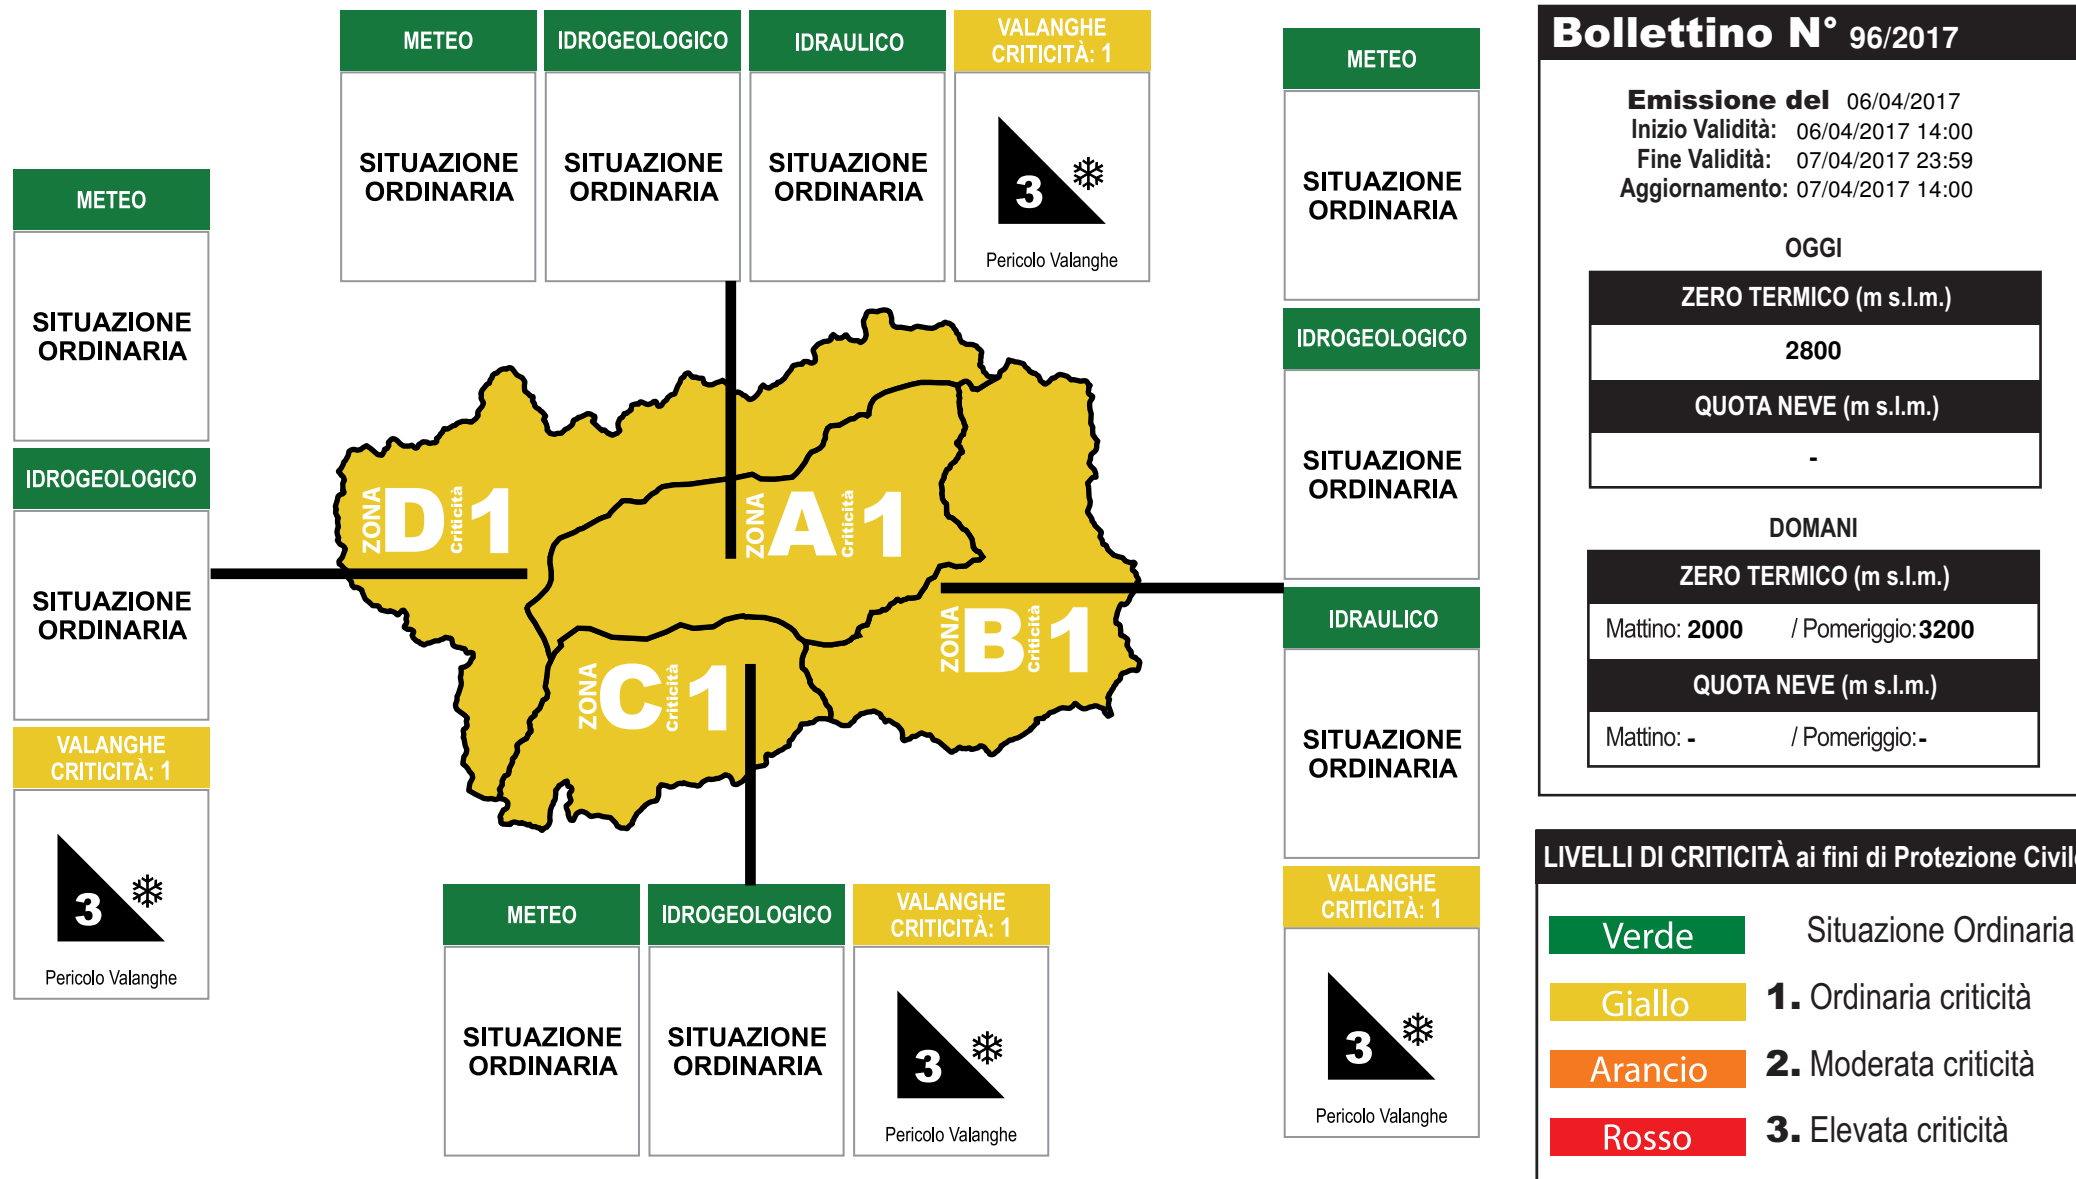 METEO
IDROGEOLOGICO
IDRAULICO
VALANGHE
CRITICITÀ: 1
SITUAZIONE
ORDINARIA
SITUAZIONE
ORDINARIA
SITUAZIONE
ORDINARIA
3
Pericolo Valanghe
METEO
SITUAZIONE
ORDINARIA
IDROGEOLOGICO
SITUAZIONE
ORDINARIA
VALANGHE
CRITICITÀ: 1
3
Pericolo Valanghe
ZONA D Criticità 1
ZONA A Criticità 1
ZONA B Criticità 1
ZONA C Criticità 1
METEO
IDROGEOLOGICO
VALANGHE
CRITICITÀ: 1
SITUAZIONE
ORDINARIA
SITUAZIONE
ORDINARIA
3
Pericolo Valanghe
METEO
SITUAZIONE
ORDINARIA
IDROGEOLOGICO
SITUAZIONE
ORDINARIA
IDRAULICO
SITUAZIONE
ORDINARIA
VALANGHE
CRITICITÀ: 1
3
Pericolo Valanghe
Bollettino N° 96/2017
Emissione del 06/04/2017
Inizio Validità: 06/04/2017 14:00
Fine Validità: 07/04/2017 23:59
Aggiornamento: 07/04/2017 14:00
OGGI
ZERO TERMICO (m s.l.m.)
2800
QUOTA NEVE (m s.l.m.)
-
DOMANI
ZERO TERMICO (m s.l.m.)
Mattino: 2000 / Pomeriggio: 3200
QUOTA NEVE (m s.l.m.)
Mattino: - / Pomeriggio: -
LIVELLI DI CRITICITÀ ai fini di Protezione Civile
Verde Situazione Ordinaria
Giallo 1. Ordinaria criticità
Arancio 2. Moderata criticità
Rosso 3. Elevata criticità